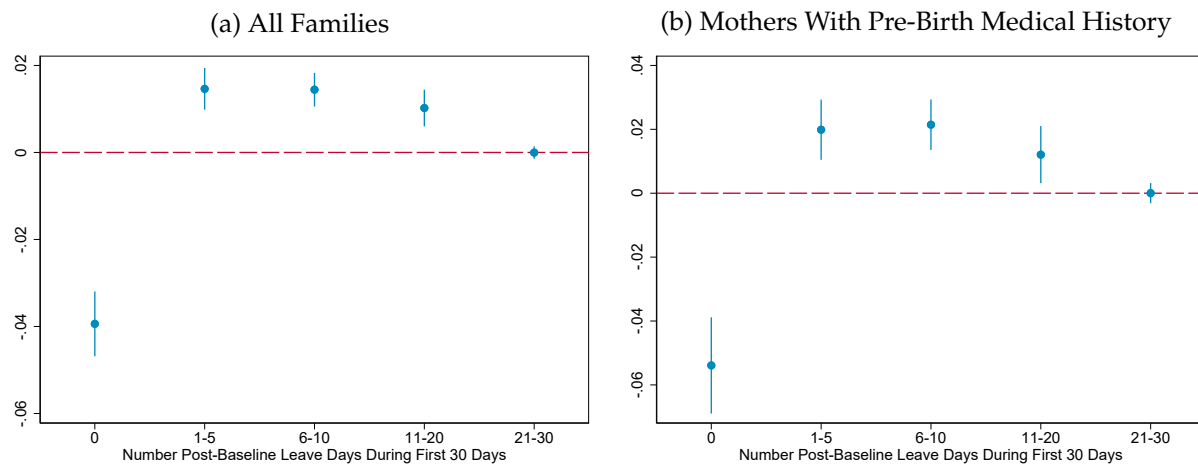 (a) All Families
.02
0
-.02
-.04
-.06
0 1-5 6-10 11-20 21-30
Number Post-Baseline Leave Days During First 30 Days
(b) Mothers With Pre-Birth Medical History
.04
.02
0
-.02
-.04
-.06
0 1-5 6-10 11-20 21-30
Number Post-Baseline Leave Days During First 30 Days